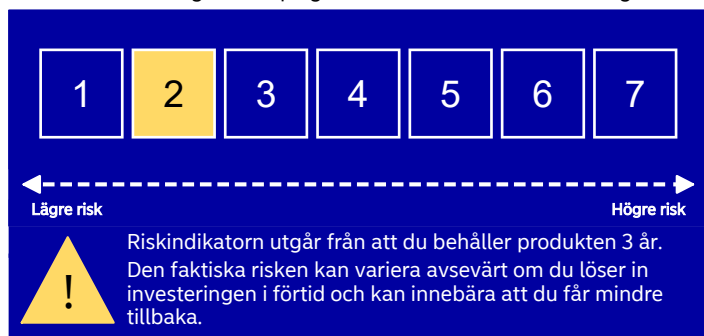 1 2 3 4 5 6 7
Lägre risk Högre risk
!
Riskindikatorn utgår från att du behåller produkten 3 år.
Den faktiska risken kan variera avsevärt om du löser in
investeringen i förtid och kan innebära att du får mindre
tillbaka.